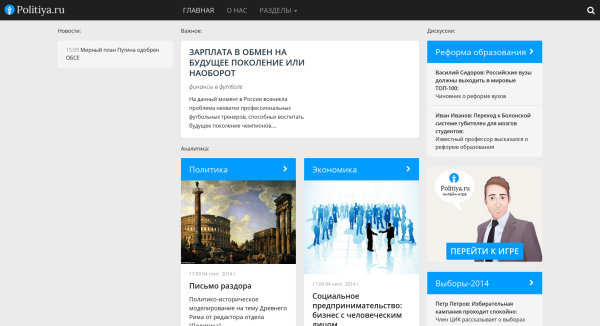 Politiya.ru
ГЛАВНАЯ
О НАС
РАЗДЕЛЫ
Новости:
15:09 Мирный план Путина одобрен
ОБСЕ
Важное:
ЗАРПЛАТА В ОБМЕН НА
БУДУЩЕЕ ПОКОЛЕНИЕ ИЛИ
НАОБОРОТ
финансы в футболе
На данный момент в России возникла
проблема нехватки профессиональных
футбольных тренеров, способных воспитать
будущее поколение чемпионов....
Аналитика:
Политика
17:09 04 сент. 2014 г.
Письмо раздора
Политико-историческое
моделирование на тему Древнего
Рима от редактора отдела
"Политика"
Экономика
17:09 04 сент. 2014 г.
Социальное
предпринимательство:
бизнес с человеческим
лицом
Дискуссии:
Реформа образования
Василий Сидоров: Российские вузы
должны выходить в мировые
ТОП-100:
Чиновник о реформе вузов
Иван Иванов: Переход к Болонской
системе губителен для мозгов
студентов:
Известный профессор высказался о
реформе образования
Politiya.ru
онлайн-игра
ПЕРЕЙТИ К ИГРЕ
Выборы-2014
Петр Петров: Избирательная
кампания проходит спокойно:
Член ЦИК рассказывает о выборах